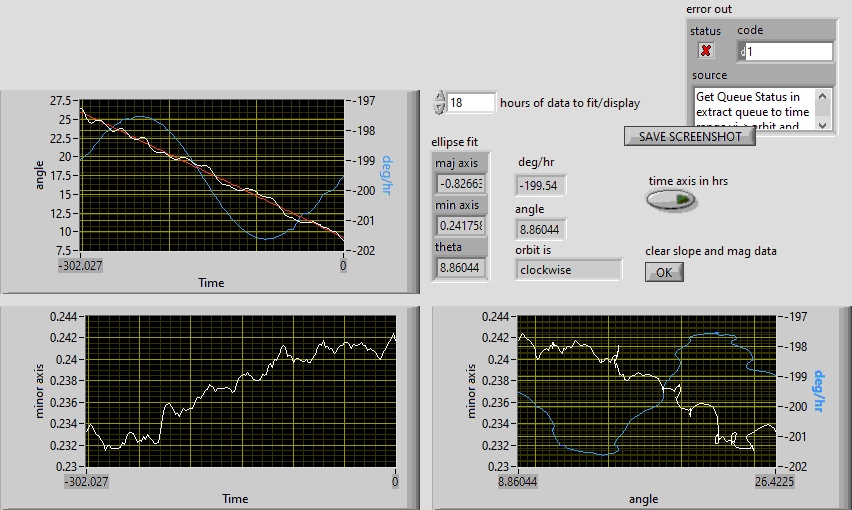 error out
status
code
d1
source
Get Queue Status in
extract queue to time
orbit and
SAVE SCREENSHOT
18
hours of data to fit/display
27.5
25
22.5
20
17.5
15
12.5
10
7.5
angle
-197
-198
-199
-200
-201
-202
deg/hr
-302.027
0
Time
ellipse fit
maj axis
-0.8266
min axis
0.24175
theta
8.86044
deg/hr
-199.54
angle
8.86044
orbit is
clockwise
time axis in hrs
clear slope and mag data
OK
0.244
0.242
0.24
0.238
0.236
0.234
0.232
0.23
minor axis
-302.027
0
Time
0.244
0.242
0.24
0.238
0.236
0.234
0.232
0.23
minor axis
-197
-198
-199
-200
-201
-202
deg/hr
8.86044
26.4225
angle